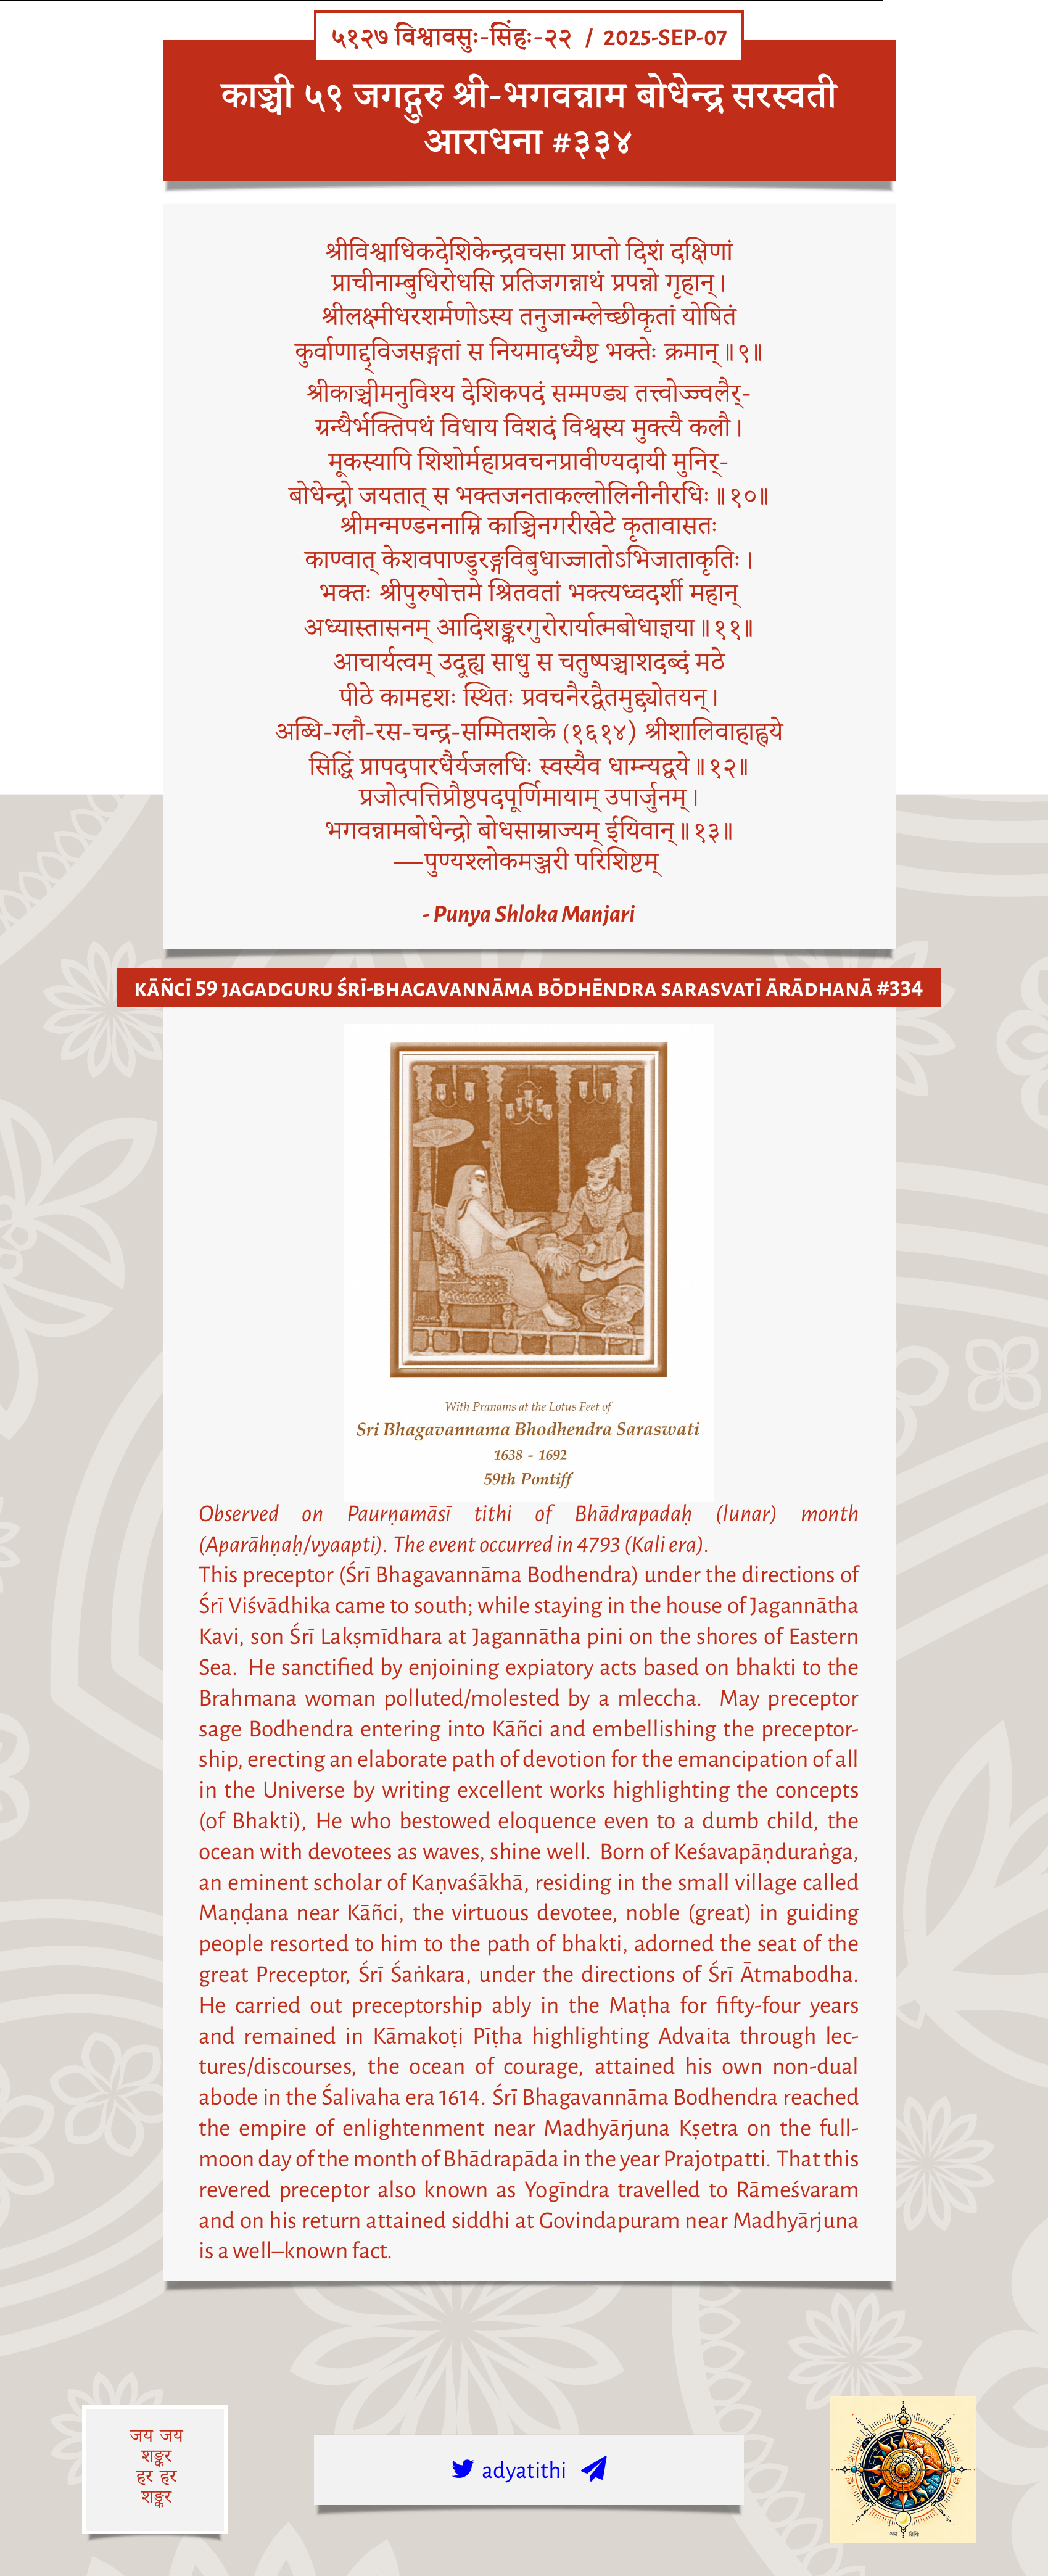 ५१२७ विश्वावसुः-सिंहः-२२ / 2025-SEP-07
काञ्ची ५९ जगद्गुरु श्री-भगवन्नाम बोधेन्द्र सरस्वती
आराधना #३३४
श्रीविश्वाधिकदेशिकेन्द्रवचसा प्राप्तो दिशं दक्षिणां
प्राचीनाम्बुधिरोधसि प्रतिजगन्नाथं प्रपन्नो गृहान्।
श्रीलक्ष्मीधरशर्मणोऽस्य तनुजान्म्लेच्छीकृतां योषितं
कुर्वाणाद्द्विजसङ्गतां स नियमादध्यैष्ट भक्तेः क्रमान्॥९॥
श्रीकाञ्चीमनुविश्य देशिकपदं सम्मण्ड्य तत्त्वोज्ज्वलैर्-
ग्रन्थैर्भक्तिपथं विधाय विशदं विश्वस्य मुक्त्यै कलौ।
मूकस्यापि शिशोर्महाप्रवचनप्रावीण्यदायी मुनिर्-
बोधेन्द्रो जयतात् स भक्तजनताकल्लोलिनीनीरधिः॥१०॥
श्रीमन्मण्डननाम्नि काञ्चिनगरीखेटे कृतावासतः
काण्वात् केशवपाण्डुरङ्गविबुधाज्जातोऽभिजाताकृतिः।
भक्तः श्रीपुरुषोत्तमे श्रितवतां भक्त्यध्वदर्शी महान्
अध्यास्तासनम् आदिशङ्करगुरोरार्यात्मबोधाज्ञया॥११॥
आचार्यत्वम् उदूह्य साधु स चतुष्पञ्चाशदब्दं मठे
पीठे कामदृशः स्थितः प्रवचनैरद्वैतमुद्द्योतयन्।
अब्धि-ग्लौ-रस-चन्द्र-सम्मितशके (१६१४) श्रीशालिवाहाह्वये
सिद्धिं प्रापदपारधैर्यजलधिः स्वस्यैव धाम्न्यद्वये॥१२॥
प्रजोत्पत्तिप्रौष्ठपदपूर्णिमायाम् उपार्जुनम्।
भगवन्नामबोधेन्द्रो बोधसाम्राज्यम् ईयिवान्॥१३॥
—पुण्यश्लोकमञ्जरी परिशिष्टम्
- Punya Shloka Manjari
KĀÑCĪ 59 JAGADGURU ŚRĪ-BHAGAVANNĀMA BŌDHĒNDRA SARASVATĪ ĀRĀDHANĀ #334
With Pranams at the Lotus Feet of
Sri Bhagavannama Bhodhendra Saraswati
1638 - 1692
59th Pontiff
Observed on Paurṇamāsī tithi of Bhādrapadaḥ (lunar) month
(Aparāhṇaḥ/vyaapti). The event occurred in 4793 (Kali era).
This preceptor (Śrī Bhagavannāma Bodhendra) under the directions of
Śrī Viśvādhika came to south; while staying in the house of Jagannātha
Kavi, son Śrī Lakṣmīdhara at Jagannātha pini on the shores of Eastern
Sea. He sanctified by enjoining expiatory acts based on bhakti to the
Brahmana woman polluted/molested by a mleccha. May preceptor
sage Bodhendra entering into Kāñci and embellishing the preceptor-
ship, erecting an elaborate path of devotion for the emancipation of all
in the Universe by writing excellent works highlighting the concepts
(of Bhakti), He who bestowed eloquence even to a dumb child, the
ocean with devotees as waves, shine well. Born of Keśavapāṇduraṅga,
an eminent scholar of Kaṇvaśākhā, residing in the small village called
Maṇḍana near Kāñci, the virtuous devotee, noble (great) in guiding
people resorted to him to the path of bhakti, adorned the seat of the
great Preceptor, Śrī Śaṅkara, under the directions of Śrī Ātmabodha.
He carried out preceptorship ably in the Maṭha for fifty-four years
and remained in Kāmakoṭi Pīṭha highlighting Advaita through lec-
tures/discourses, the ocean of courage, attained his own non-dual
abode in the Śalivaha era 1614. Śrī Bhagavannāma Bodhendra reached
the empire of enlightenment near Madhyārjuna Kṣetra on the full-
moon day of the month of Bhādrapāda in the year Prajotpatti. That this
revered preceptor also known as Yogīndra travelled to Rāmeśvaram
and on his return attained siddhi at Govindapuram near Madhyārjuna
is a well–known fact.
जय जय
शङ्कर
हर हर
शङ्कर
adyatithi